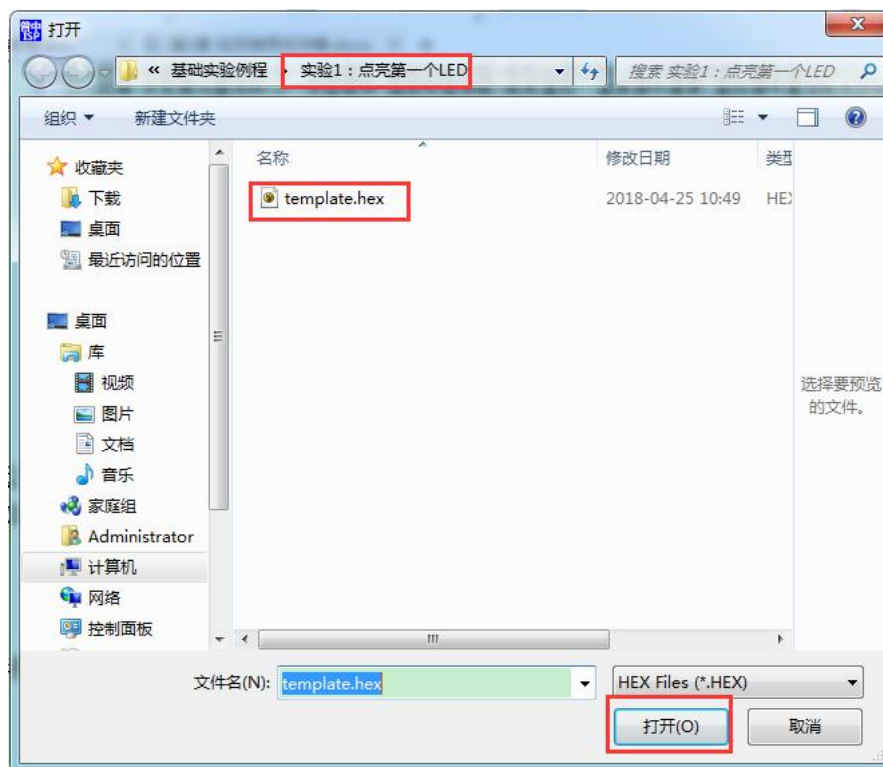 打开
« 基础实验例程 › 实验1：点亮第一个LED
搜索 实验1：点亮第一个LED
组织
新建文件夹
名称
修改日期
类型
template.hex
2018-04-25 10:49
HEX
收藏夹
下载
桌面
最近访问的位置
桌面
库
视频
图片
文档
音乐
家庭组
Administrator
计算机
网络
控制面板
选择要预览
的文件。
文件名(N):
template.hex
HEX Files (*.HEX)
打开(O)
取消